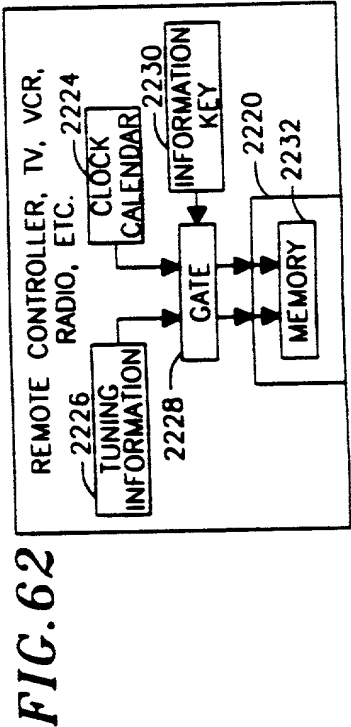 FIG. 62
REMOTE CONTROLLER, TV, VCR,
RADIO, ETC.
2226
TUNING
INFORMATION
2224
CLOCK
CALENDAR
2228
GATE
2230
INFORMATION
KEY
2220
2232
MEMORY